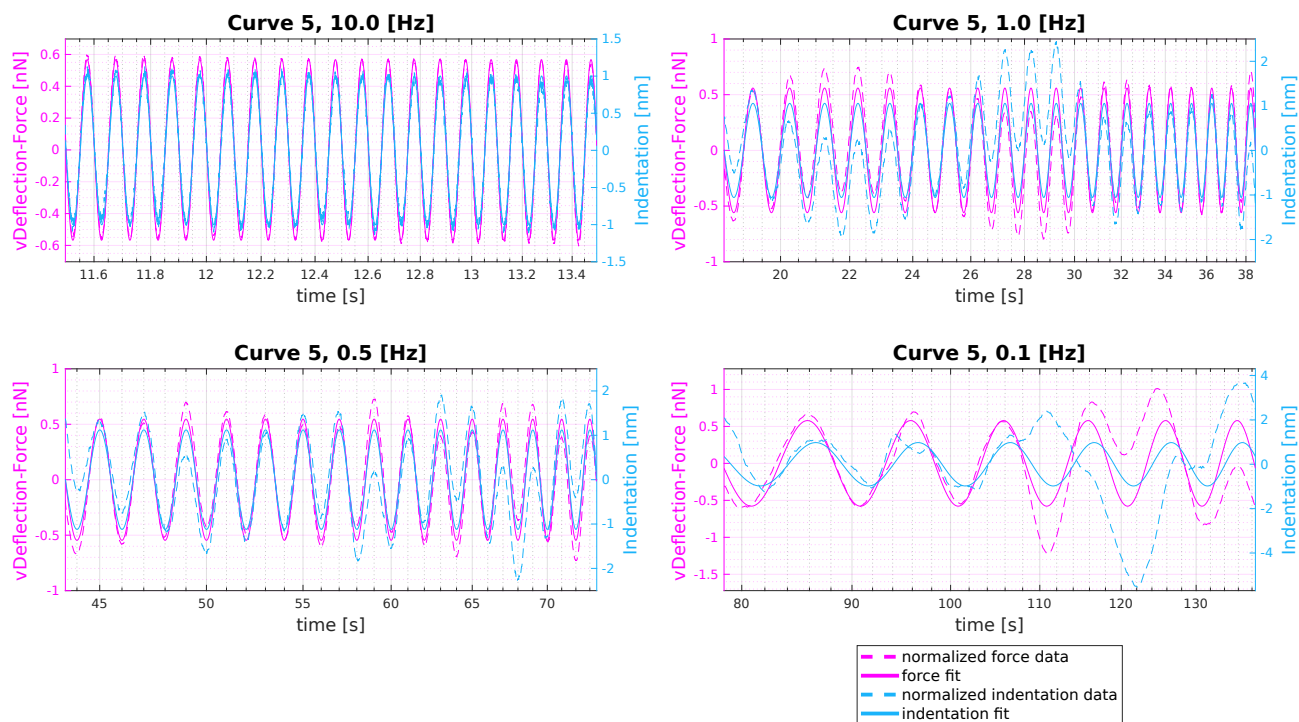 Curve 5, 10.0 [Hz]
vDeflection-Force [nN]
0.6
0.4
0.2
0
-0.2
-0.4
-0.6
1.5
1
0.5
0
-0.5
-1
-1.5
Indentation [nm]
11.6 11.8 12 12.2 12.4 12.6 12.8 13 13.2 13.4
time [s]
Curve 5, 1.0 [Hz]
vDeflection-Force [nN]
1
0.5
0
-0.5
-1
2
1
0
-1
-2
Indentation [nm]
20 22 24 26 28 30 32 34 36 38
time [s]
Curve 5, 0.5 [Hz]
vDeflection-Force [nN]
1
0.5
0
-0.5
-1
2
1
0
-1
-2
Indentation [nm]
45 50 55 60 65 70
time [s]
Curve 5, 0.1 [Hz]
vDeflection-Force [nN]
1
0.5
0
-0.5
-1
-1.5
4
2
0
-2
-4
Indentation [nm]
80 90 100 110 120 130
time [s]
normalized force data
force fit
normalized indentation data
indentation fit